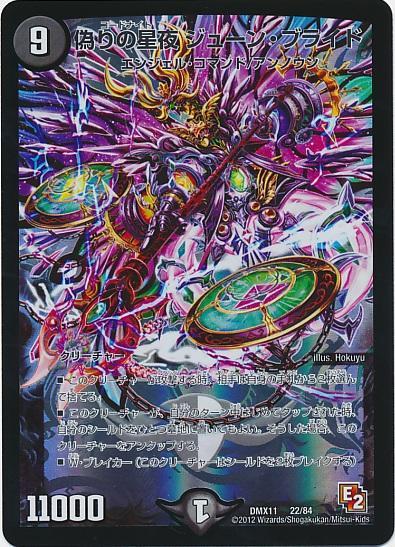 9
コードナイト
偽りの星夜 ジューン・ブライド
エンジェル・コマンド/アンノウン
illus. Hokuyu
クリーチャー
■このクリーチャーが攻撃する時、相手は自身の手札から2枚選んで捨てる。
■このクリーチャーが、自分のターン中はじめてタップされた時、
自分のシールドをひとつ墓地に置いてもよい。そうした場合、この
クリーチャーをアンタップする。
■W・ブレイカー(このクリーチャーはシールドを2枚ブレイクする)
11000
DMX11 22/84
©2012 Wizards/Shogakukan/Mitsui-Kids
E2